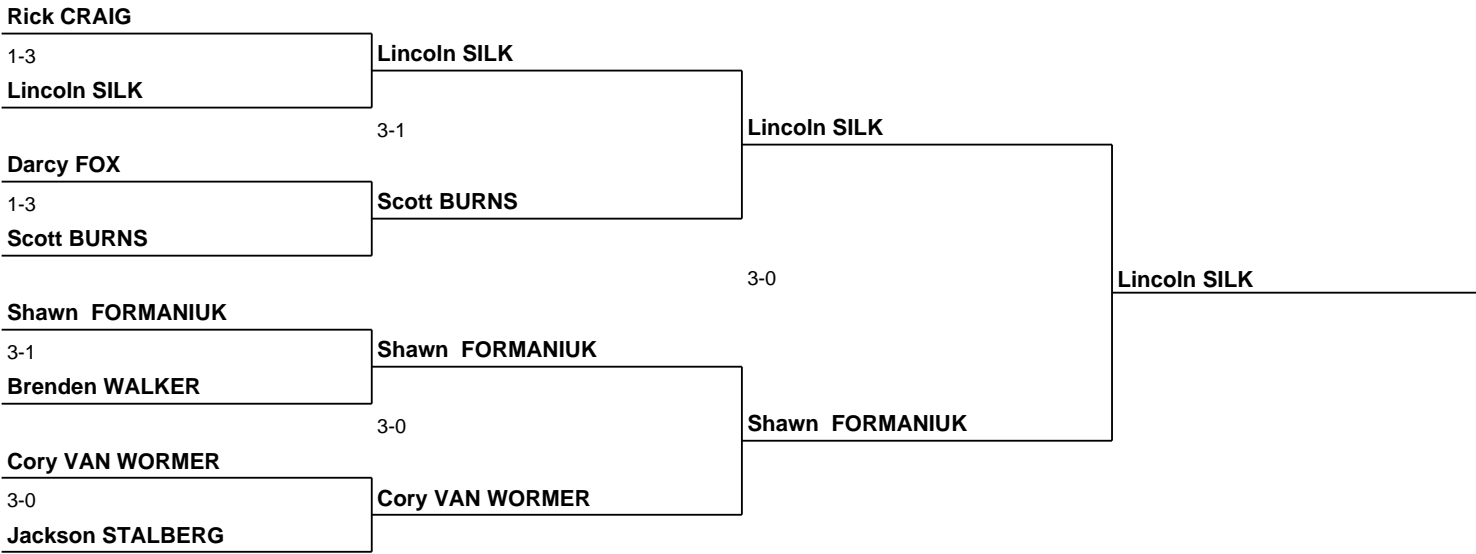 Rick CRAIG
1-3
Lincoln SILK
Lincoln SILK
3-1
Lincoln SILK
Darcy FOX
1-3
Scott BURNS
Scott BURNS
3-0
Lincoln SILK
Shawn  FORMANIUK
3-1
Shawn  FORMANIUK
Brenden WALKER
3-0
Shawn  FORMANIUK
Cory VAN WORMER
3-0
Cory VAN WORMER
Jackson STALBERG